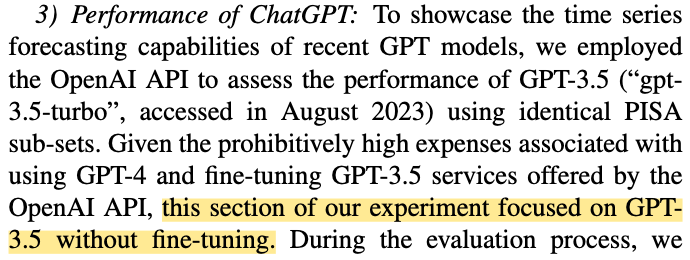 3) Performance of ChatGPT: To showcase the time series
forecasting capabilities of recent GPT models, we employed
the OpenAI API to assess the performance of GPT-3.5 (“gpt-
3.5-turbo”, accessed in August 2023) using identical PISA
sub-sets. Given the prohibitively high expenses associated with
using GPT-4 and fine-tuning GPT-3.5 services offered by the
OpenAI API, this section of our experiment focused on GPT-
3.5 without fine-tuning. During the evaluation process, we